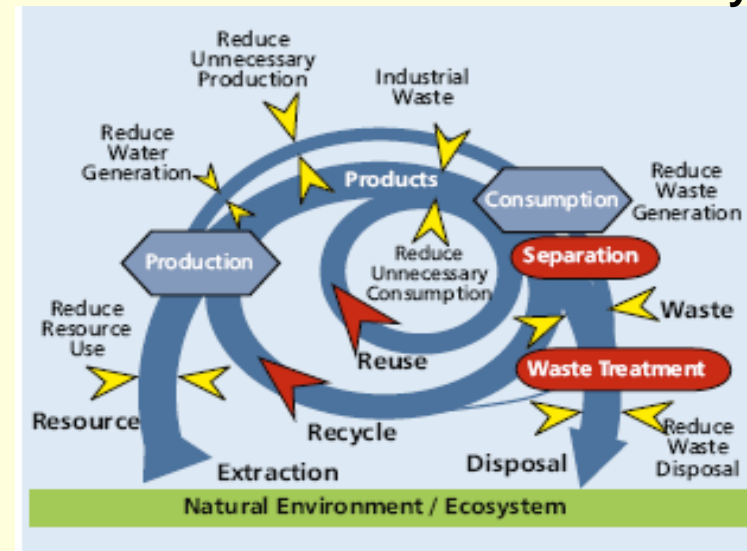 Reduce
Unnecessary
Production
Industrial
Waste
Reduce
Water
Generation
Products
Consumption
Reduce
Waste
Generation
Production
Reduce
Unnecessary
Consumption
Separation
Reduce
Resource
Use
Waste
Reuse
Waste Treatment
Resource
Recycle
Reduce
Waste
Disposal
Extraction
Disposal
Natural Environment / Ecosystem